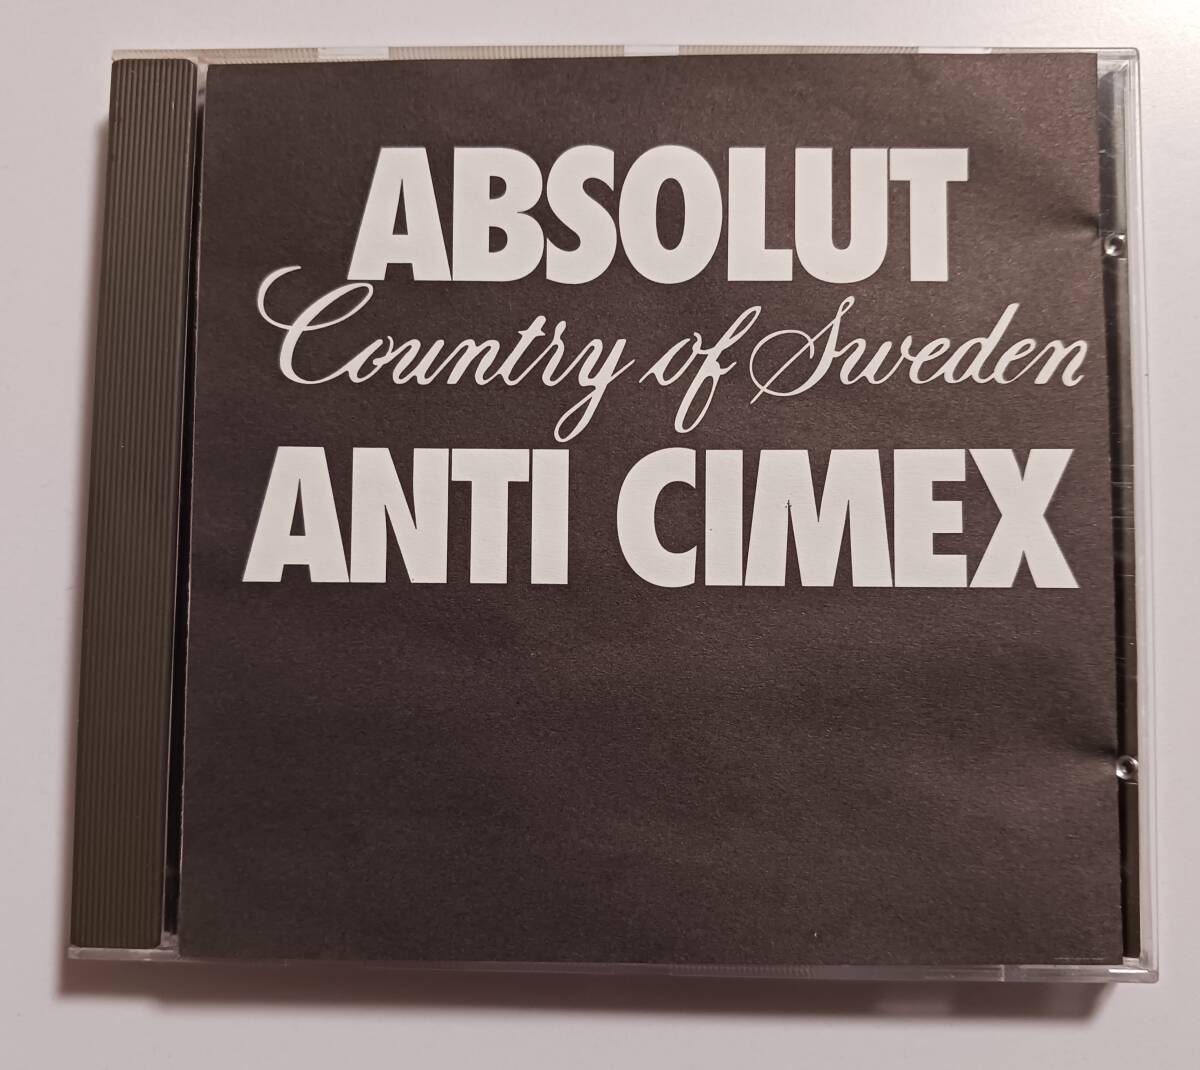 ABSOLUT
Country of Sweden
ANTI CIMEX